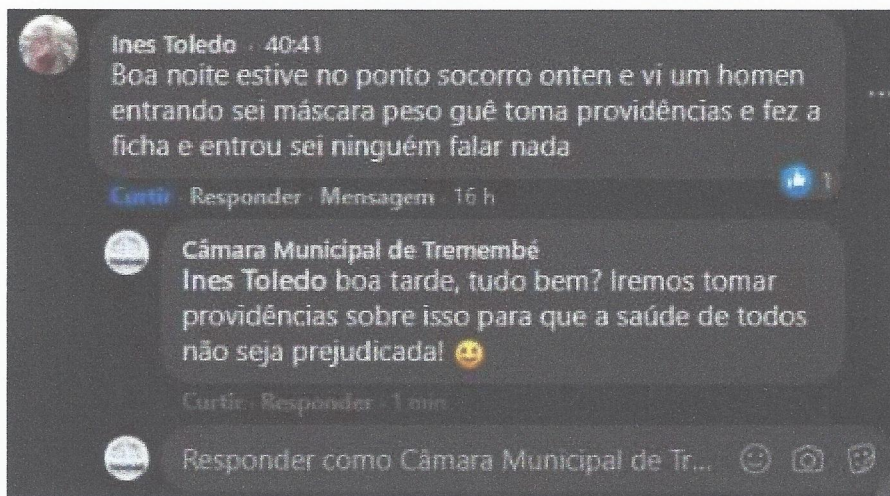 Ines Toledo · 40:41
Boa noite estive no ponto socorro onten e vi um homen
entrando sei máscara peso guê toma providências e fez a
ficha e entrou sei ninguém falar nada
1
Curtir · Responder · Mensagem · 16 h
Câmara Municipal de Tremembé
Ines Toledo boa tarde, tudo bem? Iremos tomar
providências sobre isso para que a saúde de todos
não seja prejudicada! 😄
Curtir · Responder · 1 min
Responder como Câmara Municipal de Tr...